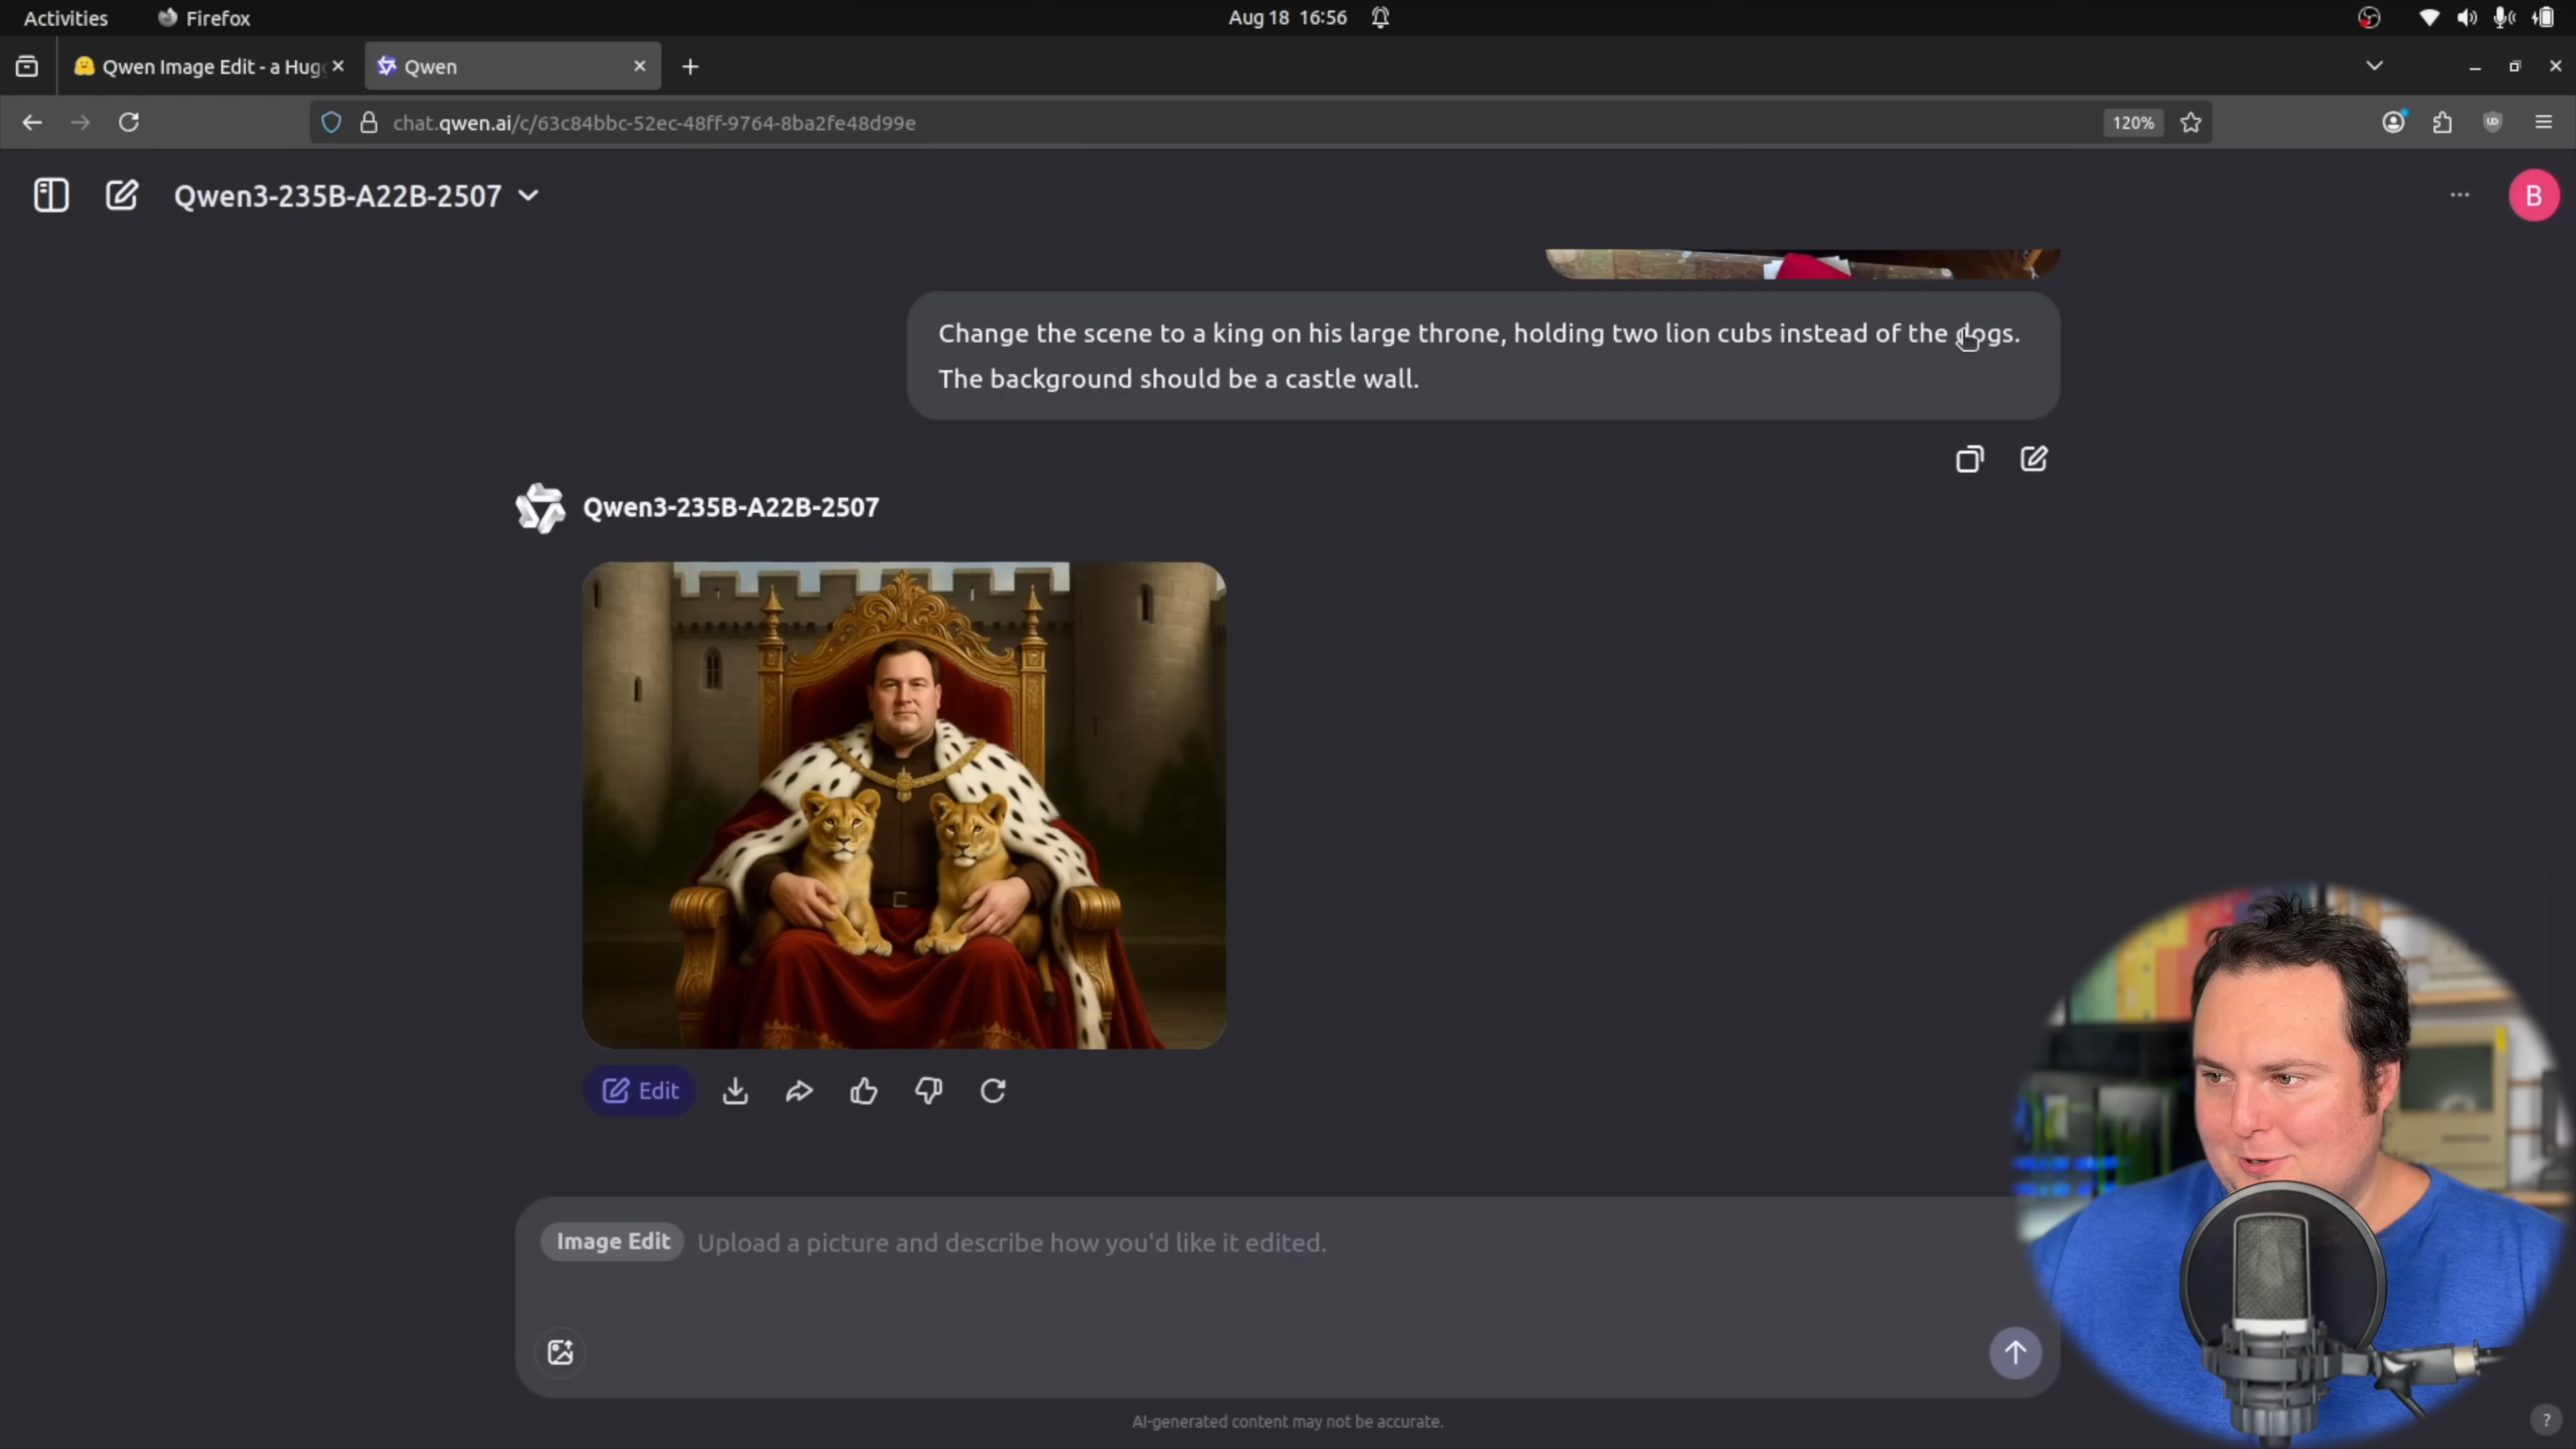 Activities Firefox Aug 18 16:56
Qwen Image Edit - a Hug Qwen
chat.qwen.ai/c/63c84bbc-52ec-48ff-9764-8ba2fe48d99e 120%
Qwen3-235B-A22B-2507 B
Change the scene to a king on his large throne, holding two lion cubs instead of the dogs.
The background should be a castle wall.
Qwen3-235B-A22B-2507
Edit
Image Edit Upload a picture and describe how you'd like it edited.
AI-generated content may not be accurate.
?